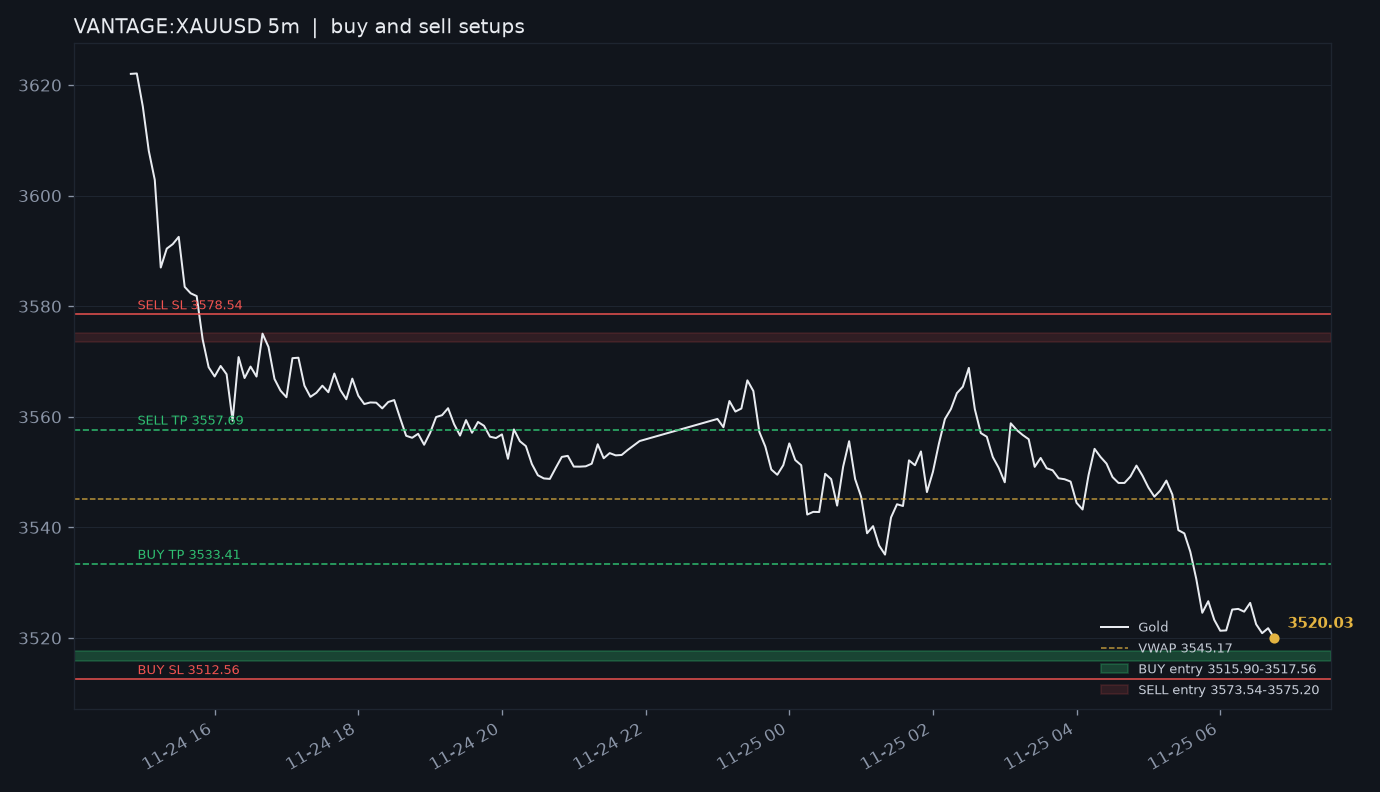 VANTAGE:XAUUSD 5m | buy and sell setups
3620
3600
3580
3560
3540
3520
SELL SL 3578.54
SELL TP 3557.69
BUY TP 3533.41
BUY SL 3512.56
3520.03
Gold
VWAP 3545.17
BUY entry 3515.90-3517.56
SELL entry 3573.54-3575.20
11-24 16
11-24 18
11-24 20
11-24 22
11-25 00
11-25 02
11-25 04
11-25 06